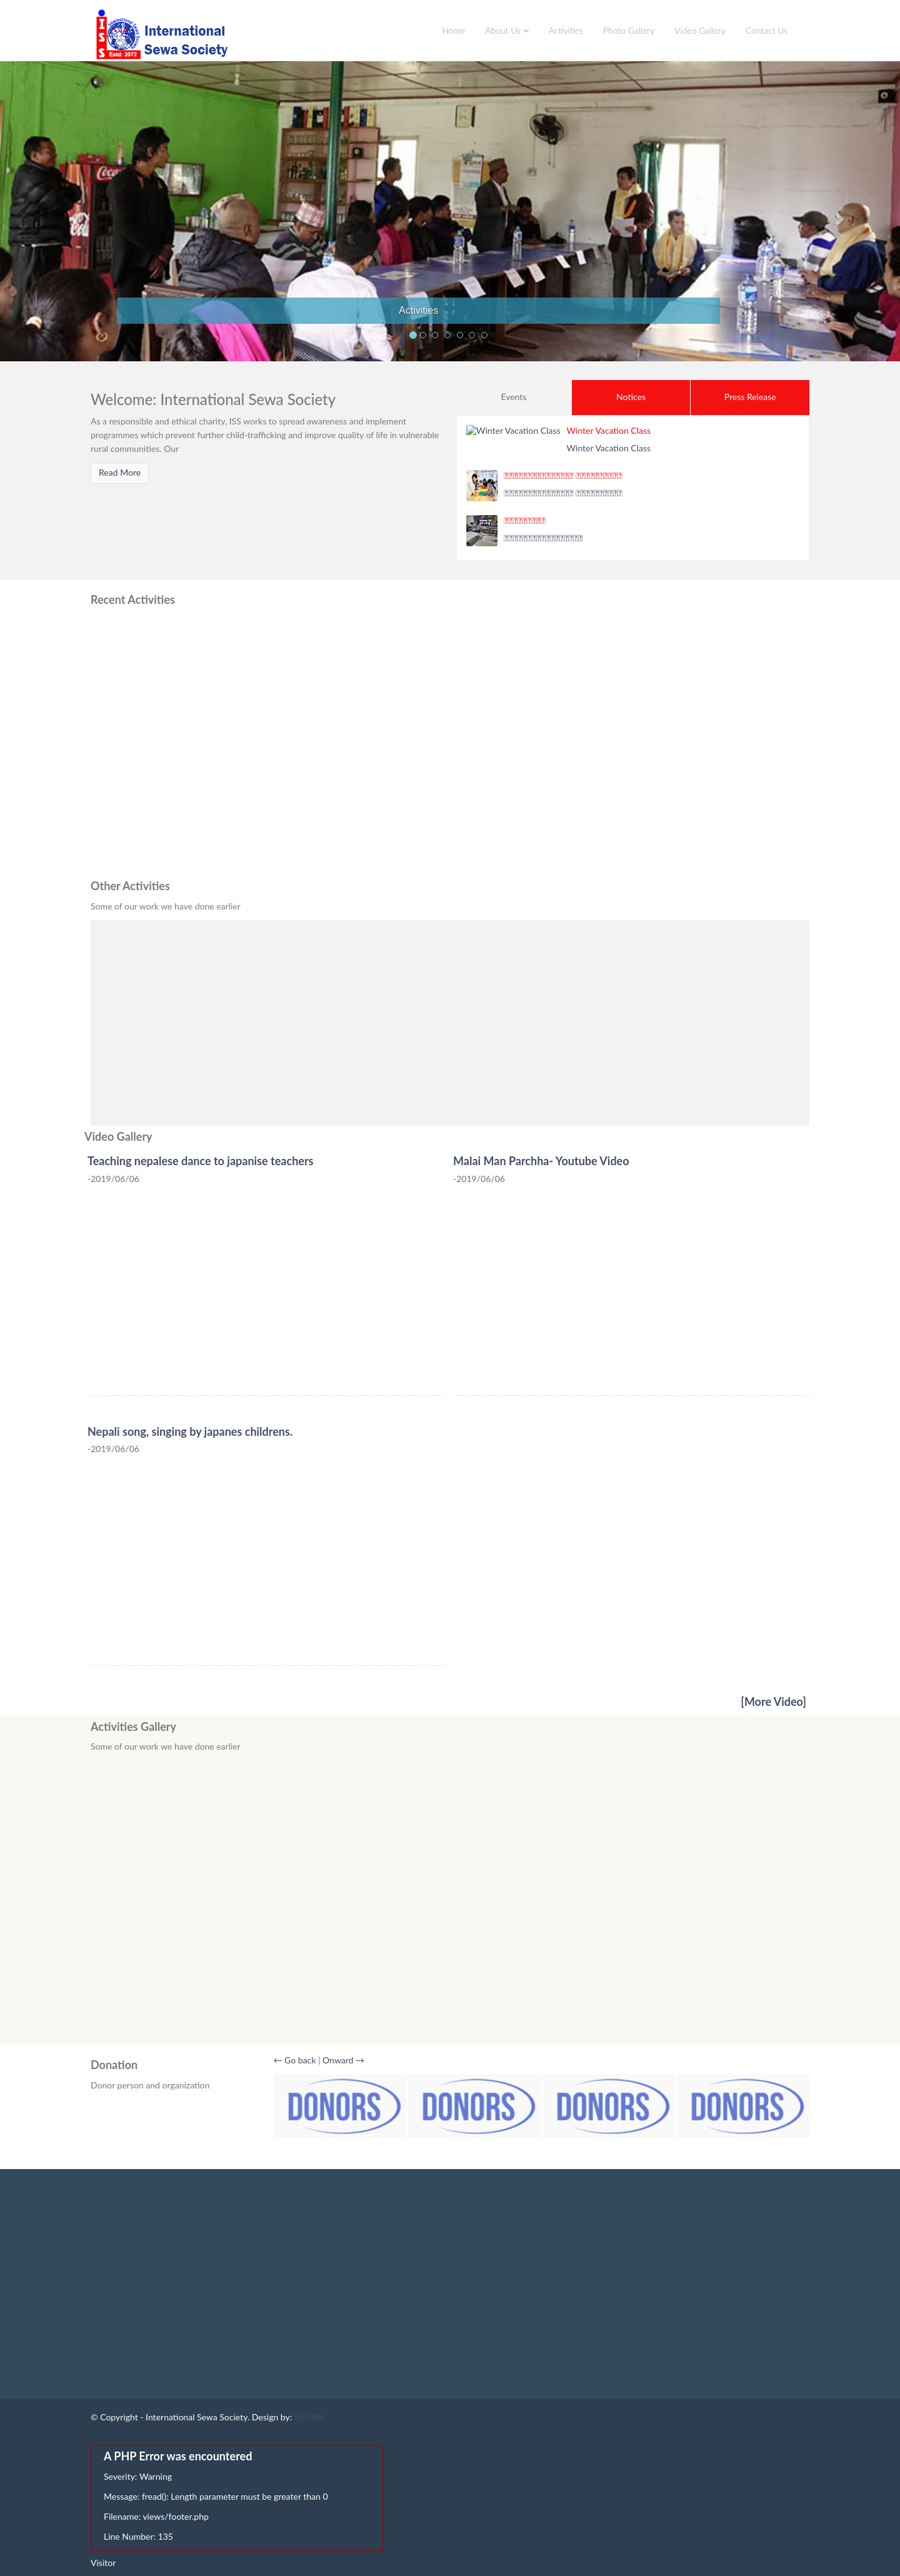 ISS
Estd: 2072
International
Sewa Society
Home About Us Activities Photo Gallery Video Gallery Contact Us
Coca-Cola
Activities
Welcome: International Sewa Society
As a responsible and ethical charity, ISS works to spread awareness and implement
programmes which prevent further child-trafficking and improve quality of life in vulnerable
rural communities. Our
Read More
Events Notices Press Release
Winter Vacation Class Winter Vacation Class
Winter Vacation Class
Recent Activities
Other Activities
Some of our work we have done earlier
Video Gallery
Teaching nepalese dance to japanise teachers
-2019/06/06
Malai Man Parchha- Youtube Video
-2019/06/06
Nepali song, singing by japanes childrens.
-2019/06/06
[More Video]
Activities Gallery
Some of our work we have done earlier
Donation
Donor person and organization
← Go back | Onward →
DONORS DONORS DONORS DONORS
© Copyright - International Sewa Society. Design by:
A PHP Error was encountered
Severity: Warning
Message: fread(): Length parameter must be greater than 0
Filename: views/footer.php
Line Number: 135
Visitor